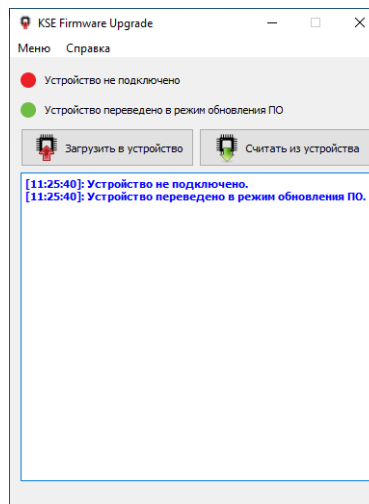 KSE Firmware Upgrade
Меню Справка
Устройство не подключено
Устройство переведено в режим обновления ПО
Загрузить в устройство Считать из устройства
[11:25:40]: Устройство не подключено.
[11:25:40]: Устройство переведено в режим обновления ПО.